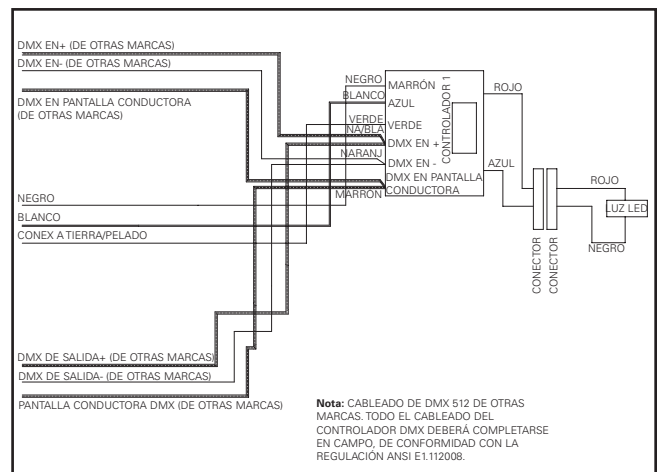 DMX EN+ (DE OTRAS MARCAS)
DMX EN- (DE OTRAS MARCAS)
DMX EN PANTALLA CONDUCTORA
(DE OTRAS MARCAS)
NEGRO
BLANCO
CONEX A TIERRA/PELADO
DMX DE SALIDA+ (DE OTRAS MARCAS)
DMX DE SALIDA- (DE OTRAS MARCAS)
PANTALLA CONDUCTORA DMX (DE OTRAS MARCAS)
NEGRO
BLANCO
VERDE
NA/BLA
NARANJ
MARRÓN
MARRÓN
AZUL
VERDE
DMX EN +
DMX EN -
DMX EN PANTALLA
CONDUCTORA
CONTROLADOR 1
ROJO
AZUL
CONECTOR
CONECTOR
ROJO
LUZ LED
NEGRO
Nota: CABLEADO DE DMX 512 DE OTRAS
MARCAS. TODO EL CABLEADO DEL
CONTROLADOR DMX DEBERÁ COMPLETARSE
EN CAMPO, DE CONFORMIDAD CON LA
REGULACIÓN ANSI E1.112008.